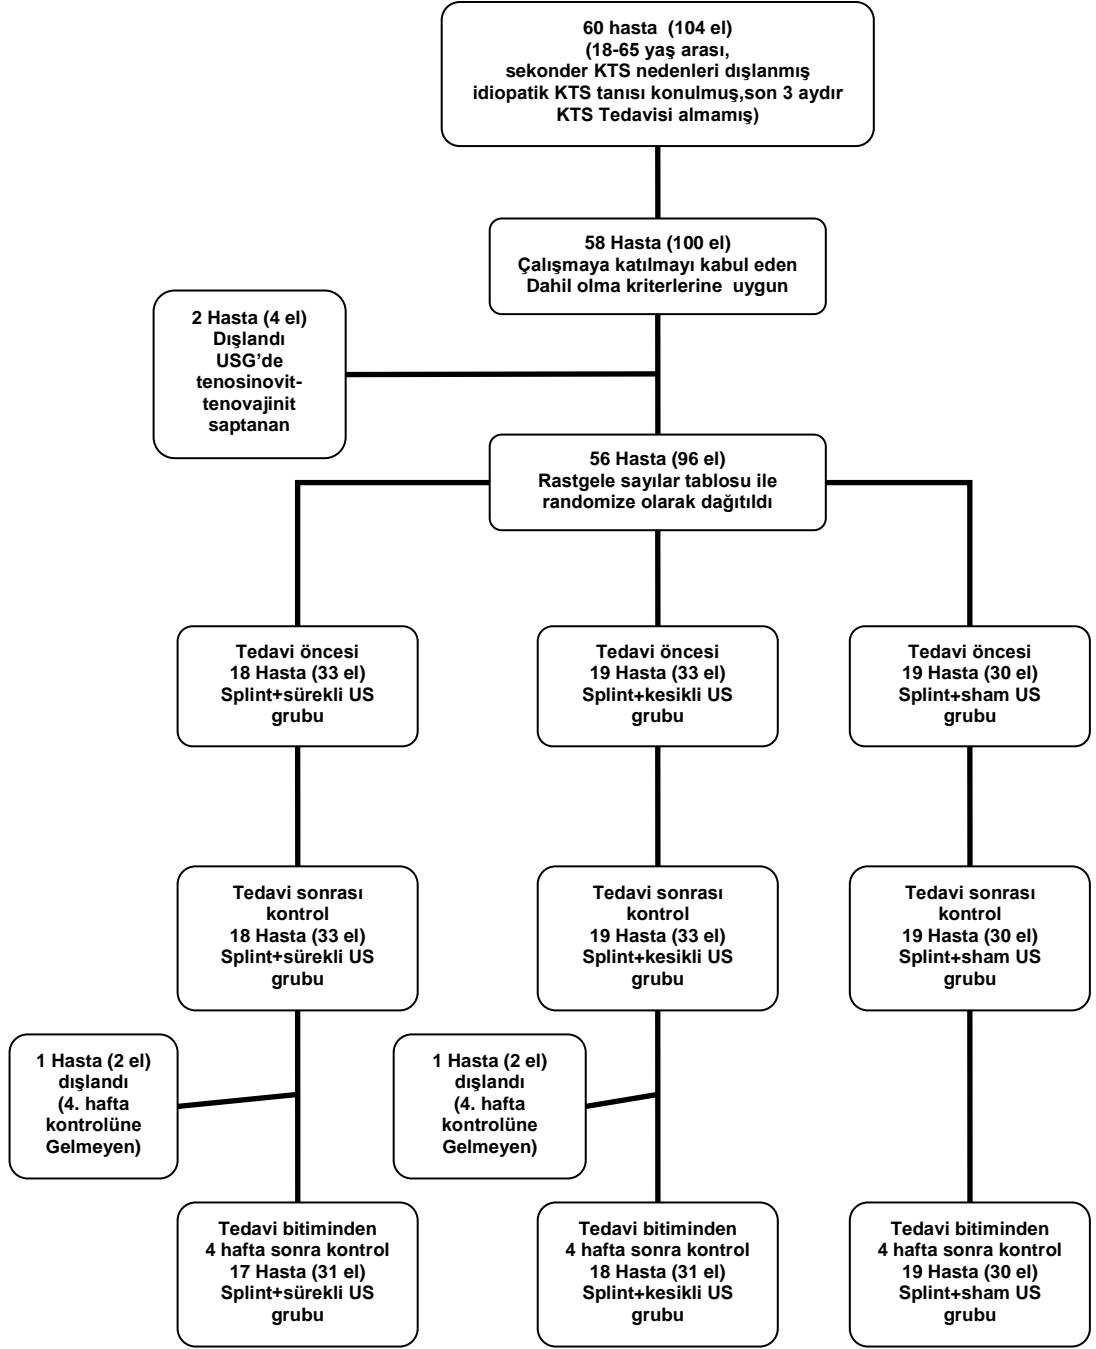 60 hasta (104 el)
(18-65 yaş arası,
sekonder KTS nedenleri dışlanmış
idiopatik KTS tanısı konulmuş,son 3 aydır
KTS Tedavisi almamış)
58 Hasta (100 el)
Çalışmaya katılmayı kabul eden
Dahil olma kriterlerine uygun
2 Hasta (4 el)
Dışlandı
USG’de
tenosinovit-
tenovajinit
saptanan
56 Hasta (96 el)
Rastgele sayılar tablosu ile
randomize olarak dağıtıldı
Tedavi öncesi
18 Hasta (33 el)
Splint+sürekli US
grubu
Tedavi öncesi
19 Hasta (33 el)
Splint+kesikli US
grubu
Tedavi öncesi
19 Hasta (30 el)
Splint+sham US
grubu
Tedavi sonrası
kontrol
18 Hasta (33 el)
Splint+sürekli US
grubu
Tedavi sonrası
kontrol
19 Hasta (33 el)
Splint+kesikli US
grubu
Tedavi sonrası
kontrol
19 Hasta (30 el)
Splint+sham US
grubu
1 Hasta (2 el)
dışlandı
(4. hafta
kontrolüne
Gelmeyen)
1 Hasta (2 el)
dışlandı
(4. hafta
kontrolüne
Gelmeyen)
Tedavi bitiminden
4 hafta sonra kontrol
17 Hasta (31 el)
Splint+sürekli US
grubu
Tedavi bitiminden
4 hafta sonra kontrol
18 Hasta (31 el)
Splint+kesikli US
grubu
Tedavi bitiminden
4 hafta sonra kontrol
19 Hasta (30 el)
Splint+sham US
grubu